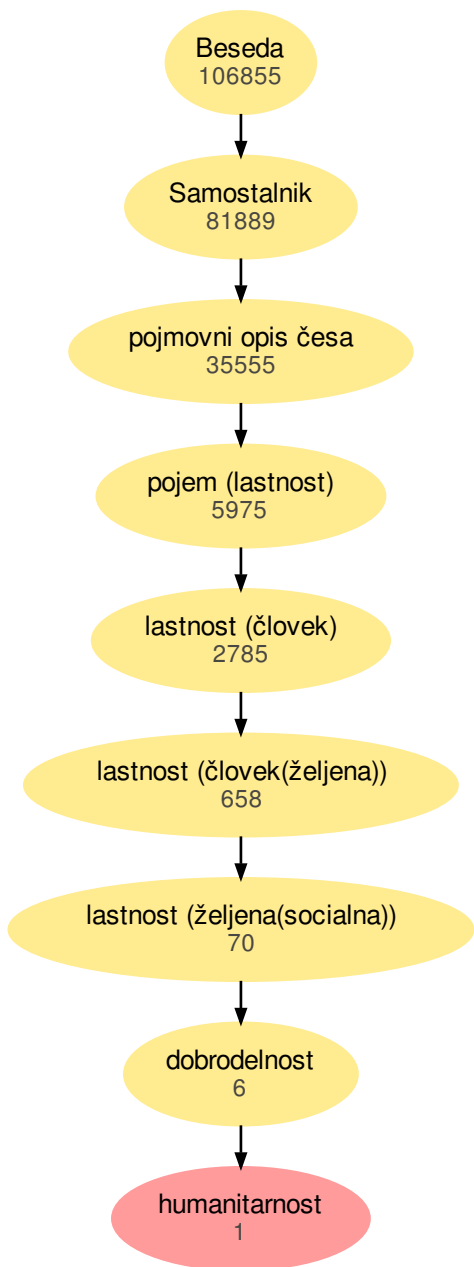 Beseda
106855
Samostalnik
81889
pojmovni opis česa
35555
pojem (lastnost)
5975
lastnost (človek)
2785
lastnost (človek(željena))
658
lastnost (željena(socialna))
70
dobrodelnost
6
humanitarnost
1